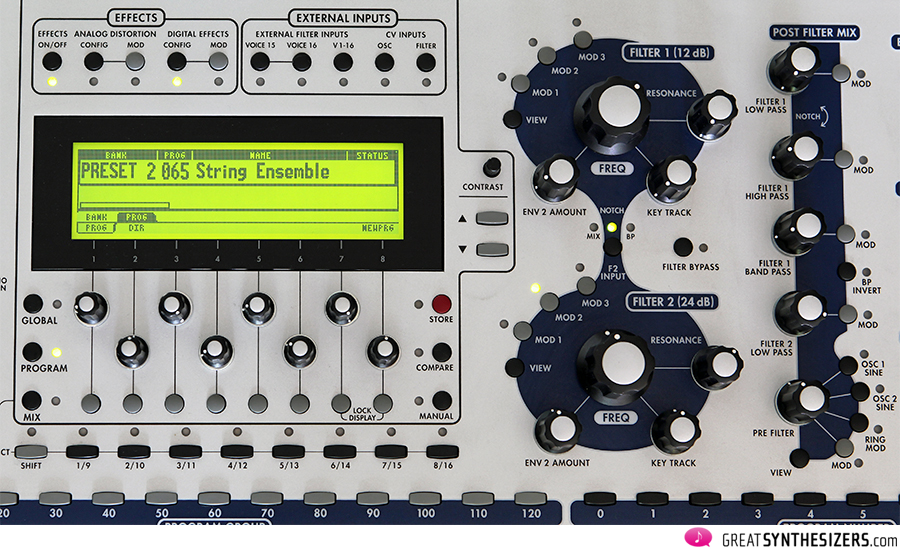 EFFECTS
EFFECTS ON/OFF
ANALOG DISTORTION
CONFIG MOD
DIGITAL EFFECTS
CONFIG MOD
EXTERNAL INPUTS
EXTERNAL FILTER INPUTS
VOICE 15 VOICE 16 V 1-16
CV INPUTS
OSC FILTER
BANK PROG NAME STATUS
PRESET 2 065 String Ensemble
BANK PROG
PROG DIR NEWPRG
1 2 3 4 5 6 7 8
CONTRAST
GLOBAL
PROGRAM
MIX
STORE
COMPARE
MANUAL
LOCK
DISPLAY
CT
SHIFT 1/9 2/10 3/11 4/12 5/13 6/14 7/15 8/16
20 30 40 50 60 70 80 90 100 110 120
PROGRAM GROUP
FILTER 1 (12 dB)
MOD 3
MOD 2
MOD 1
VIEW
RESONANCE
FREQ
ENV 2 AMOUNT
KEY TRACK
NOTCH
MIX BP
F2
INPUT
FILTER BYPASS
FILTER 2 (24 dB)
MOD 3
MOD 2
MOD 1
VIEW
RESONANCE
FREQ
ENV 2 AMOUNT
KEY TRACK
POST FILTER MIX
MOD
FILTER 1
LOW PASS
NOTCH
MOD
FILTER 1
HIGH PASS
MOD
FILTER 1
BAND PASS
BP
INVERT
MOD
FILTER 2
LOW PASS
OSC 1
SINE
OSC 2
SINE
RING
MOD
PRE FILTER
MOD
VIEW
0 1 2 3 4 5
PROGRAM NUMBER
GREATSYNTHESIZERS.com